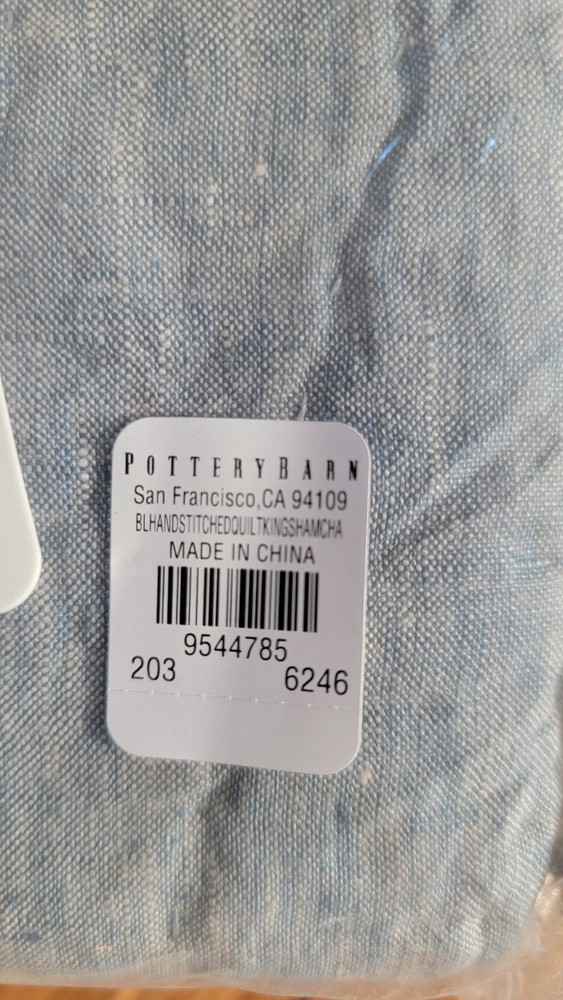 POTTERYBARN
San Francisco,CA 94109
BLHANDSTITCHEDQUILTKINGSHAMCHA
MADE IN CHINA
9544785
203 6246